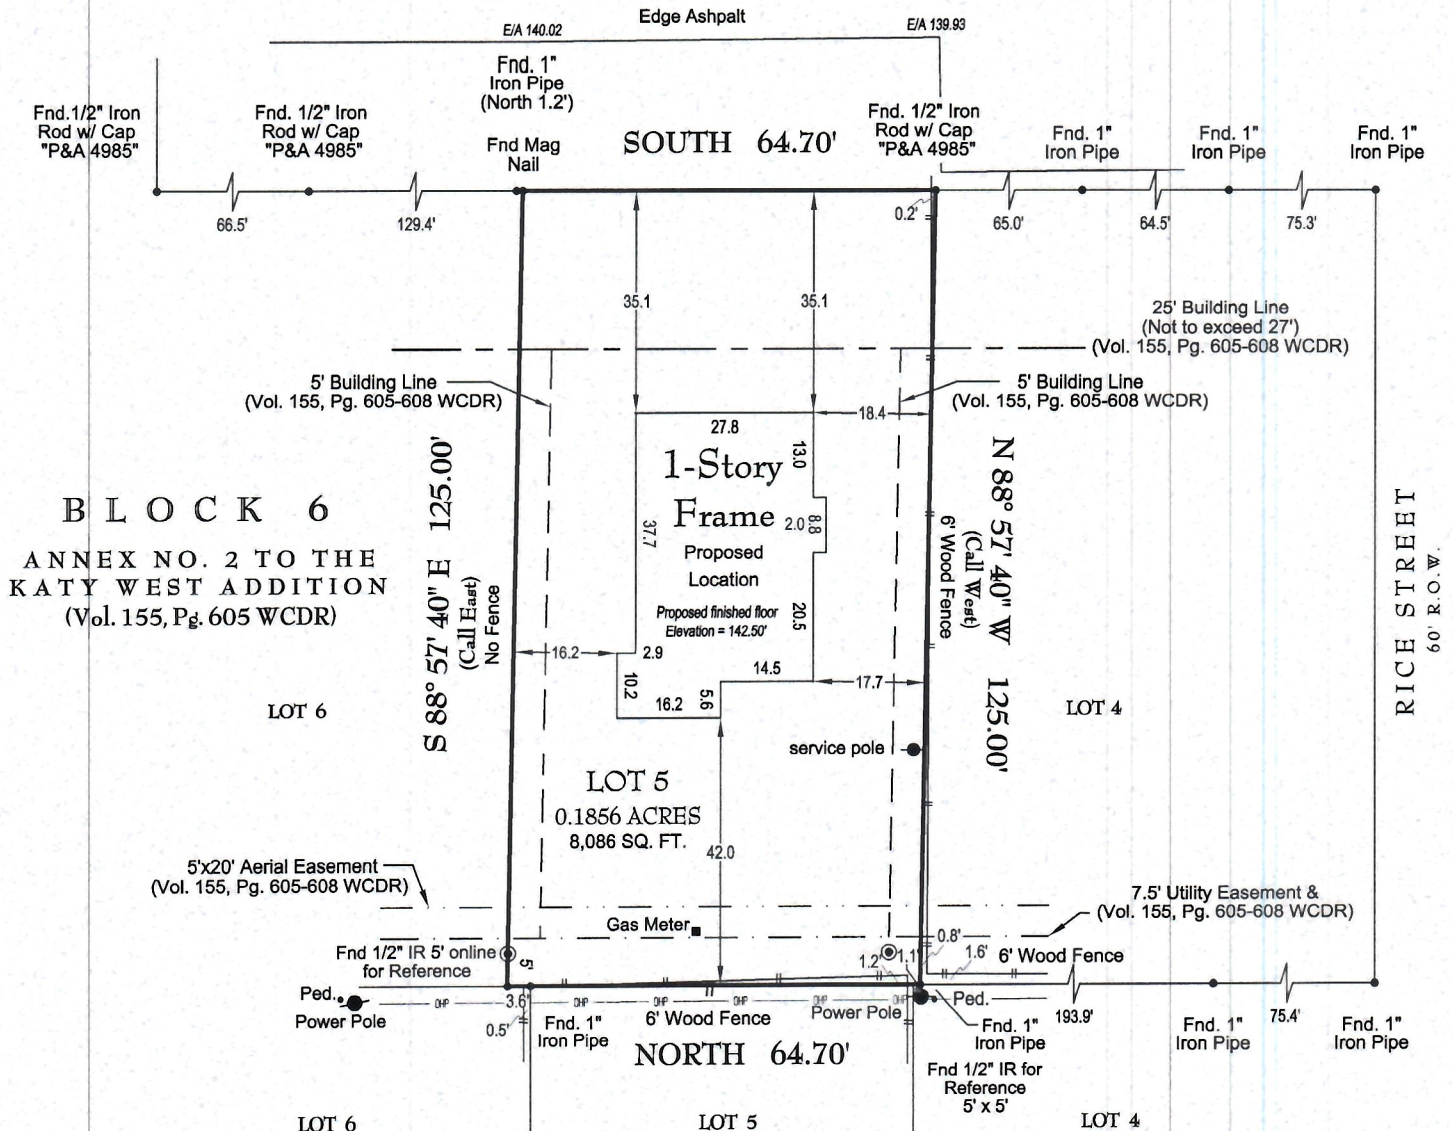 Edge Ashpalt
E/A 140.02
E/A 139.93
Fnd. 1"
Iron Pipe
(North 1.2')
Fnd.1/2" Iron
Rod w/ Cap
"P&A 4985"
Fnd. 1/2" Iron
Rod w/ Cap
"P&A 4985"
Fnd Mag
Nail
SOUTH 64.70'
Fnd. 1/2" Iron
Rod w/ Cap
"P&A 4985"
Fnd. 1"
Iron Pipe
Fnd. 1"
Iron Pipe
Fnd. 1"
Iron Pipe
66.5'
129.4'
0.2'
65.0'
64.5'
75.3'
35.1
35.1
25' Building Line
(Not to exceed 27')
(Vol. 155, Pg. 605-608 WCDR)
5' Building Line
(Vol. 155, Pg. 605-608 WCDR)
5' Building Line
(Vol. 155, Pg. 605-608 WCDR)
18.4
27.8
13.0
1-Story
Frame
Proposed
Location
Proposed finished floor
Elevation = 142.50'
37.7
2.0
8.8
20.5
BLOCK 6
ANNEX NO. 2 TO THE
KATY WEST ADDITION
(Vol. 155, Pg. 605 WCDR)
S 88° 57' 40" E 125.00'
(Call East)
No Fence
N 88° 57' 40" W 125.00'
(Call West)
6' Wood Fence
RICE STREET
60' R.O.W.
16.2
2.9
14.5
10.2
16.2
5.6
17.7
LOT 6
LOT 4
service pole
LOT 5
0.1856 ACRES
8,086 SQ. FT.
42.0
5'x20' Aerial Easement
(Vol. 155, Pg. 605-608 WCDR)
7.5' Utility Easement &
(Vol. 155, Pg. 605-608 WCDR)
Gas Meter
0.8'
Fnd 1/2" IR 5' online
for Reference
5'
1.2'
1.1'
1.6'
6' Wood Fence
Ped.
Power Pole
OHP
3.6'
OHP
OHP
OHP
OHP
OHP
Ped.
0.5'
Fnd. 1"
Iron Pipe
6' Wood Fence
Power Pole
193.9'
75.4'
Fnd. 1"
Iron Pipe
Fnd. 1"
Iron Pipe
Fnd. 1"
Iron Pipe
NORTH 64.70'
Fnd 1/2" IR for
Reference
5' x 5'
LOT 6
LOT 5
LOT 4